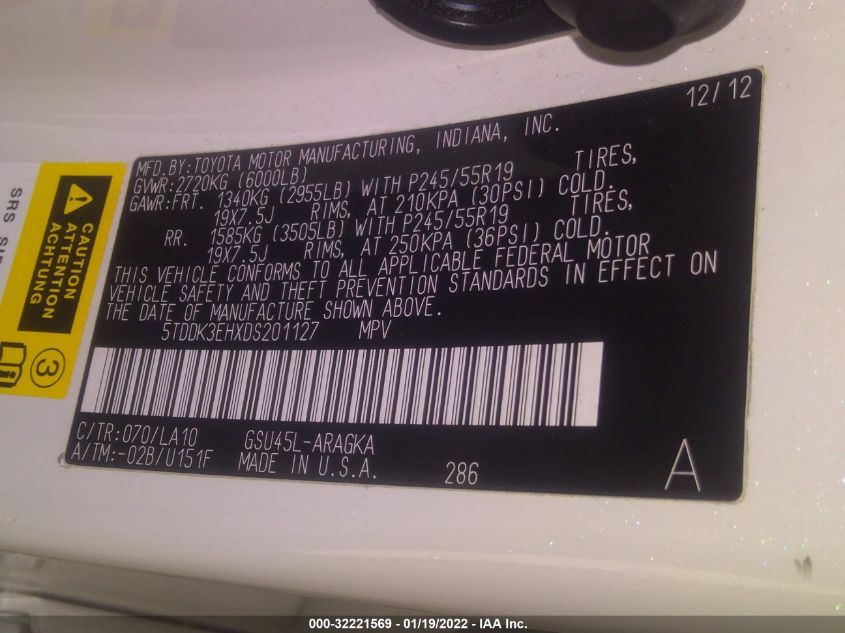 12/12
MFD.BY:TOYOTA MOTOR MANUFACTURING, INDIANA, INC.
GVWR:2720KG (6000LB)
GAWR:FRT. 1340KG (2955LB) WITH P245/55R19 TIRES,
19X7.5J RIMS, AT 210KPA (30PSI) COLD.
RR. 1585KG (3505LB) WITH P245/55R19 TIRES,
19X7.5J RIMS, AT 250KPA (36PSI) COLD.
THIS VEHICLE CONFORMS TO ALL APPLICABLE FEDERAL MOTOR
VEHICLE SAFETY AND THEFT PREVENTION STANDARDS IN EFFECT ON
THE DATE OF MANUFACTURE SHOWN ABOVE.
5TDDK3EHXDS201127 MPV
C/TR:070/LA10 GSU45L-ARAGKA
A/TM:-02B/U151F MADE IN U.S.A. 286 A
CAUTION
ATTENTION
ACHTUNG
3
SRS
000-32221569 - 01/19/2022 - IAA Inc.